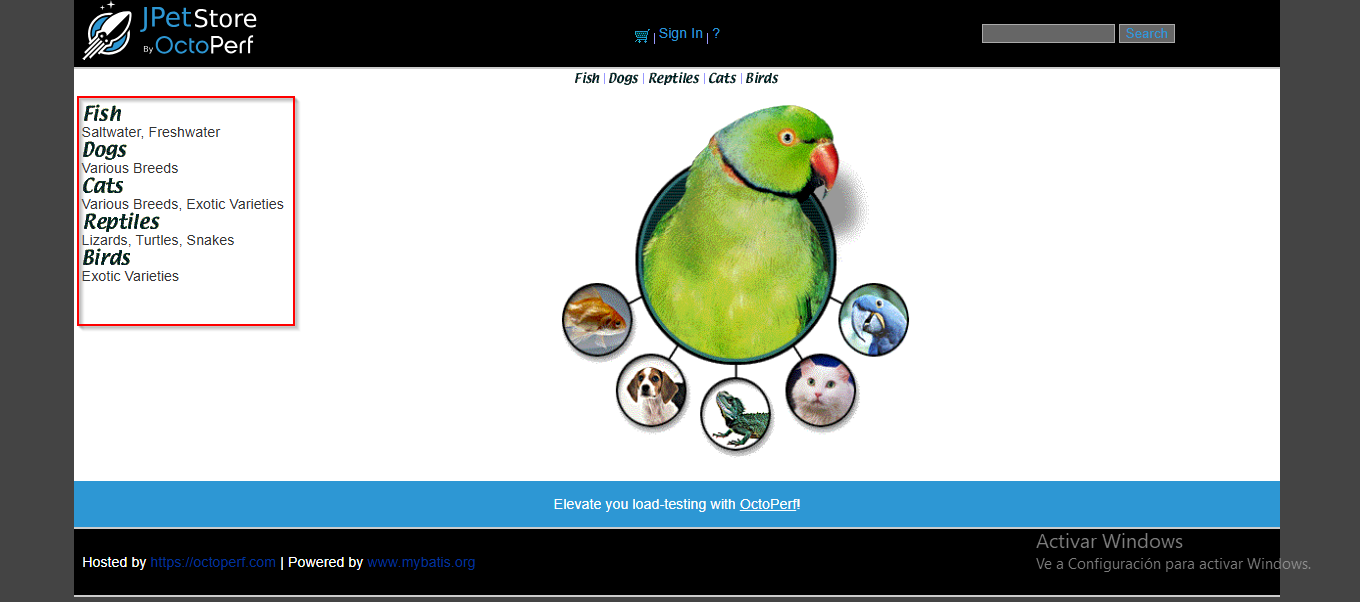 JPetStore
By OctoPerf
| Sign In | ?
Search
Fish | Dogs | Reptiles | Cats | Birds
Fish
Saltwater, Freshwater
Dogs
Various Breeds
Cats
Various Breeds, Exotic Varieties
Reptiles
Lizards, Turtles, Snakes
Birds
Exotic Varieties
Elevate you load-testing with OctoPerf!
Hosted by https://octoperf.com | Powered by www.mybatis.org
Activar Windows
Ve a Configuración para activar Windows.